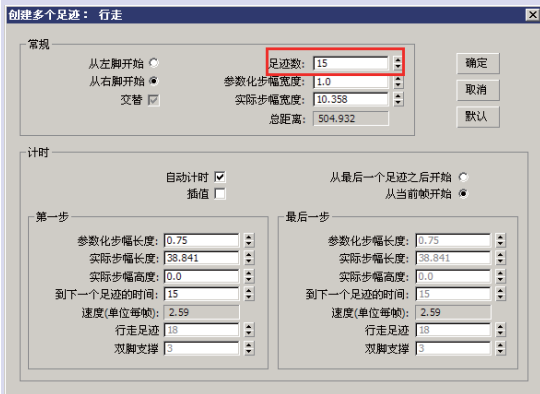 创建多个足迹： 行走
常规
从左脚开始 足迹数: 15 确定
从右脚开始 参数化步幅宽度: 1.0
交替 实际步幅宽度: 10.358 取消
总距离: 504.932 默认
计时
自动计时 从最后一个足迹之后开始
插值 从当前帧开始
第一步 最后一步
参数化步幅长度: 0.75 参数化步幅长度: 0.75
实际步幅长度: 38.841 实际步幅长度: 38.841
实际步幅高度: 0.0 实际步幅高度: 0.0
到下一个足迹的时间: 15 到下一个足迹的时间: 15
速度(单位每帧): 2.59 速度(单位每帧): 2.59
行走足迹 18 行走足迹 18
双脚支撑 3 双脚支撑 3